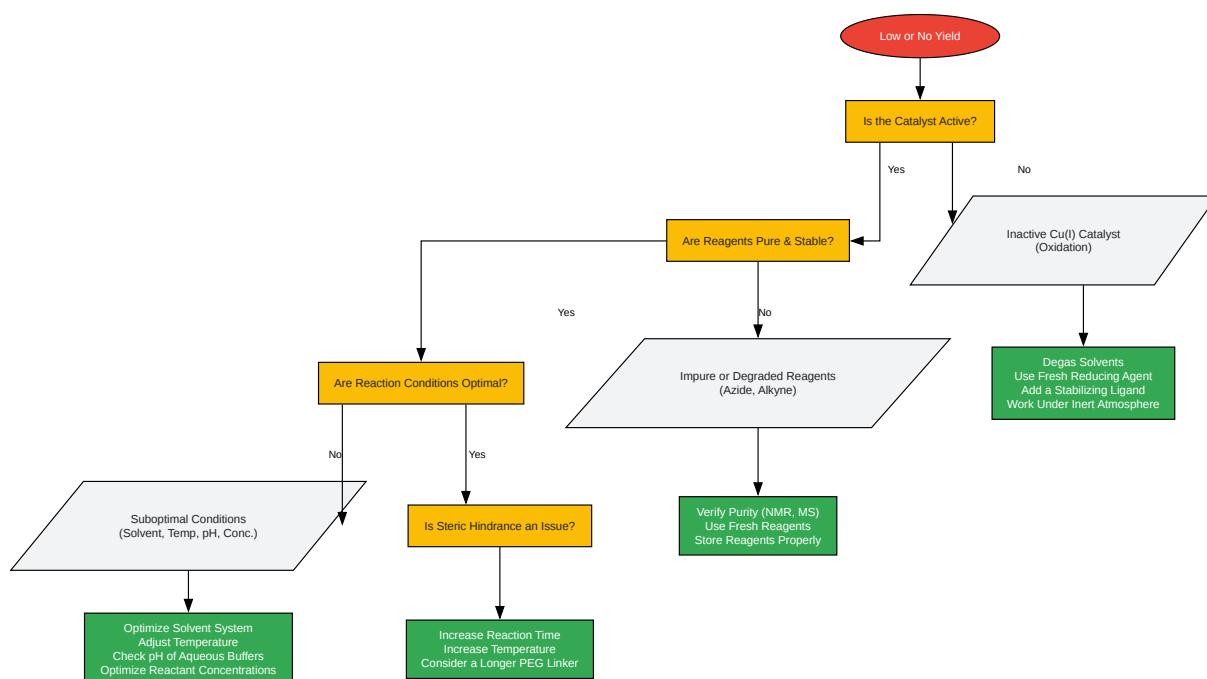 Low or No Yield
Is the Catalyst Active?
Yes
No
Are Reagents Pure & Stable?
Inactive Cu(I) Catalyst
(Oxidation)
Yes
No
Degas Solvents
Use Fresh Reducing Agent
Add a Stabilizing Ligand
Work Under Inert Atmosphere
Are Reaction Conditions Optimal?
Impure or Degraded Reagents
(Azide, Alkyne)
No
Yes
Suboptimal Conditions
(Solvent, Temp, pH, Conc.)
Is Steric Hindrance an Issue?
Verify Purity (NMR, MS)
Use Fresh Reagents
Store Reagents Properly
Optimize Solvent System
Adjust Temperature
Check pH of Aqueous Buffers
Optimize Reactant Concentrations
Increase Reaction Time
Increase Temperature
Consider a Longer PEG Linker